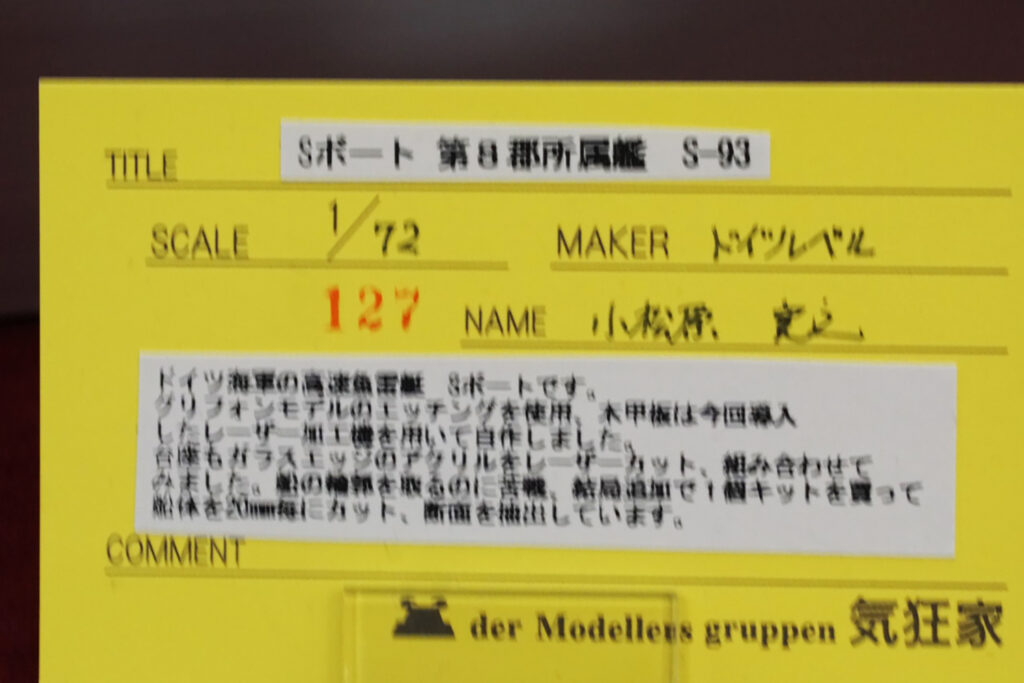 TITLE Sボート 第8郡所属艦 S-93
SCALE 1/72 MAKER ドイツレベル
127 NAME 小松原
ドイツ海軍の高速魚雷艇 Sボートです。
グリフォンモデルのエッチングを使用、木甲板は今回導入
したレーザー加工機を用いて自作しました。
台座もガラスエッジのアクリルをレーザーカット、組み合わせて
みました。船の輪郭を取るのに苦戦、結局追加で1個キットを買って
船体を20mm毎にカット、断面を抽出しています。
COMMENT
der Modellers gruppen 気狂家